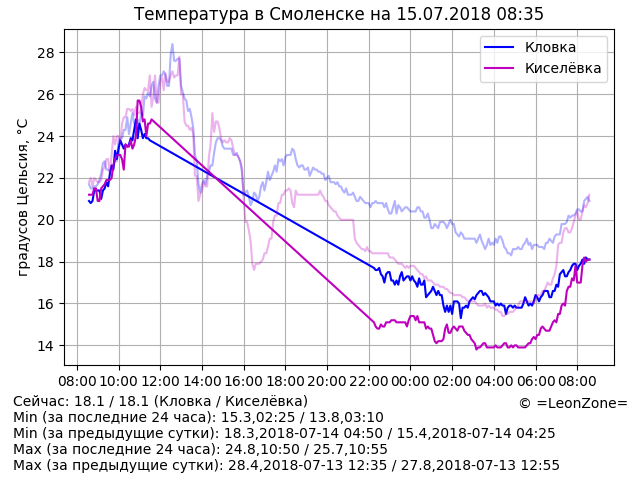 Температура в Смоленске на 15.07.2018 08:35
Кловка
Киселёвка
градусов Цельсия, °C
28
26
24
22
20
18
16
14
08:00 10:00 12:00 14:00 16:00 18:00 20:00 22:00 00:00 02:00 04:00 06:00 08:00
Сейчас: 18.1 / 18.1 (Кловка / Киселёвка)
© =LeonZone=
Min (за последние 24 часа): 15.3,02:25 / 13.8,03:10
Min (за предыдущие сутки): 18.3,2018-07-14 04:50 / 15.4,2018-07-14 04:25
Max (за последние 24 часа): 24.8,10:50 / 25.7,10:55
Max (за предыдущие сутки): 28.4,2018-07-13 12:35 / 27.8,2018-07-13 12:55